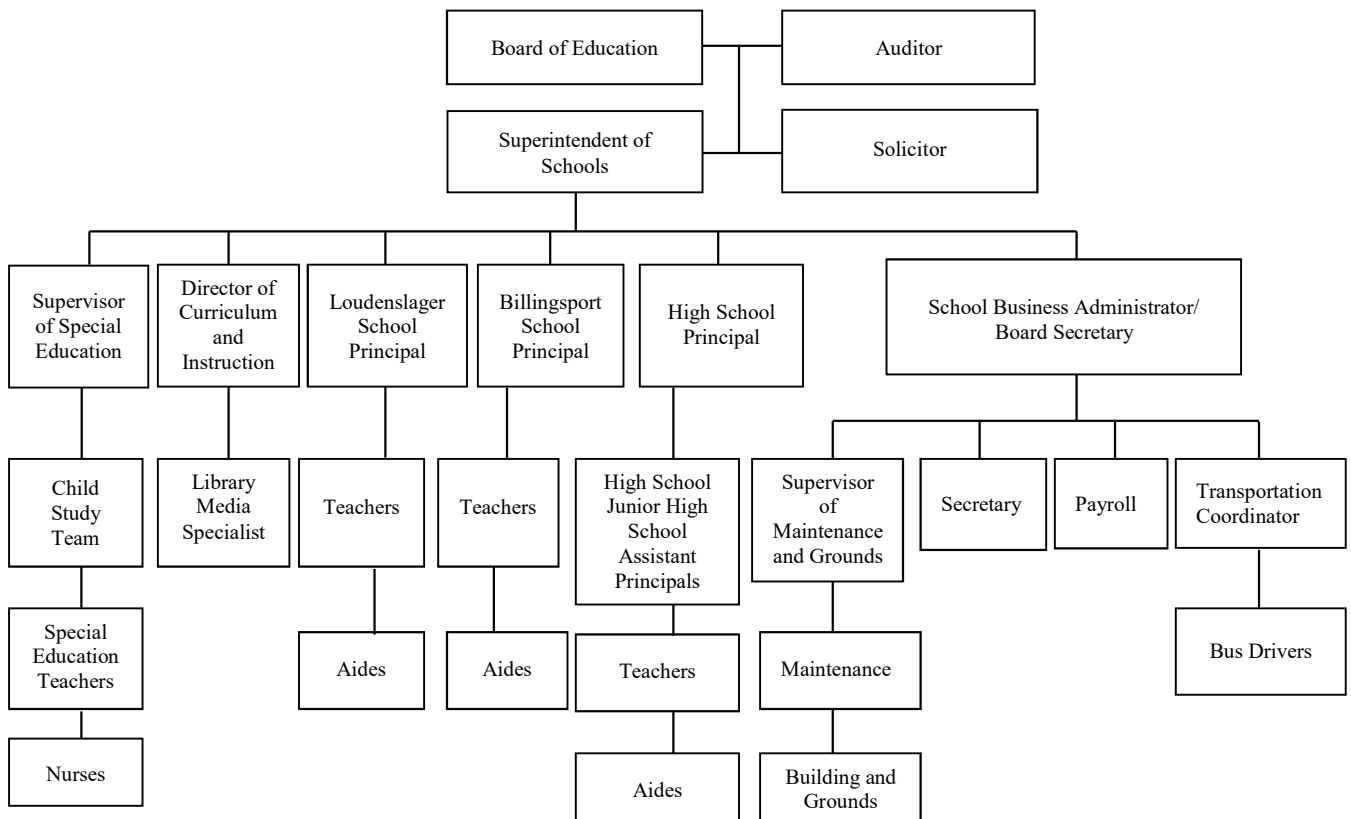 Board of Education
Auditor
Superintendent of
Schools
Solicitor
Supervisor
of Special
Education
Director of
Curriculum
and
Instruction
Loudenslager
School
Principal
Billingsport
School
Principal
High School
Principal
School Business Administrator/
Board Secretary
Child
Study
Team
Library
Media
Specialist
Teachers
Teachers
High School
Junior High
School
Assistant
Principals
Supervisor
of
Maintenance
and Grounds
Secretary
Payroll
Transportation
Coordinator
Special
Education
Teachers
Aides
Aides
Teachers
Maintenance
Bus Drivers
Nurses
Aides
Building and
Grounds